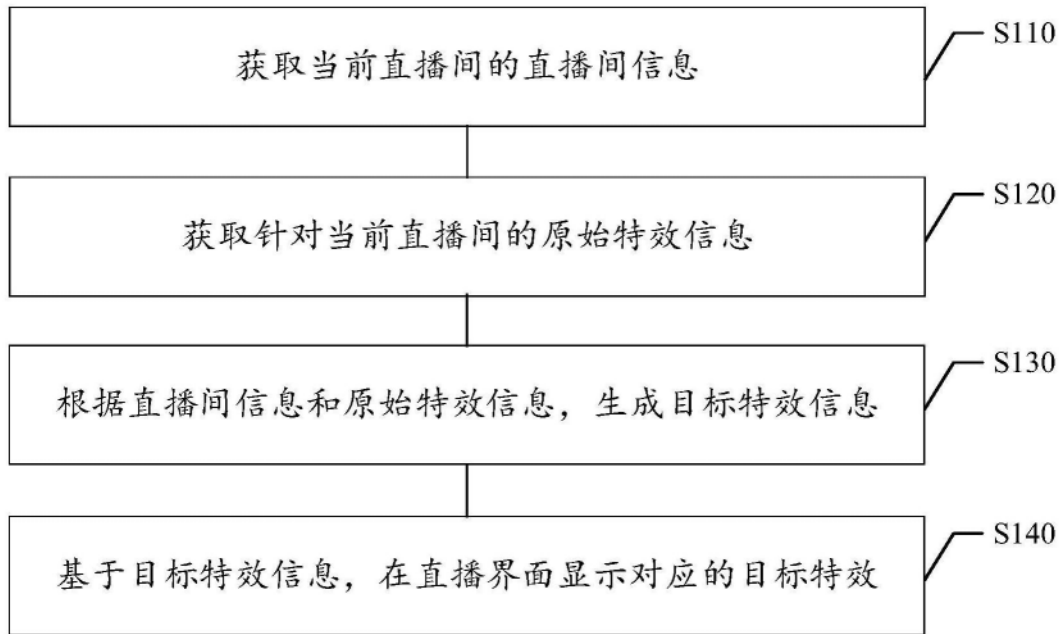 获取当前直播间的直播间信息
S110
获取针对当前直播间的原始特效信息
S120
根据直播间信息和原始特效信息，生成目标特效信息
S130
基于目标特效信息，在直播界面显示对应的目标特效
S140